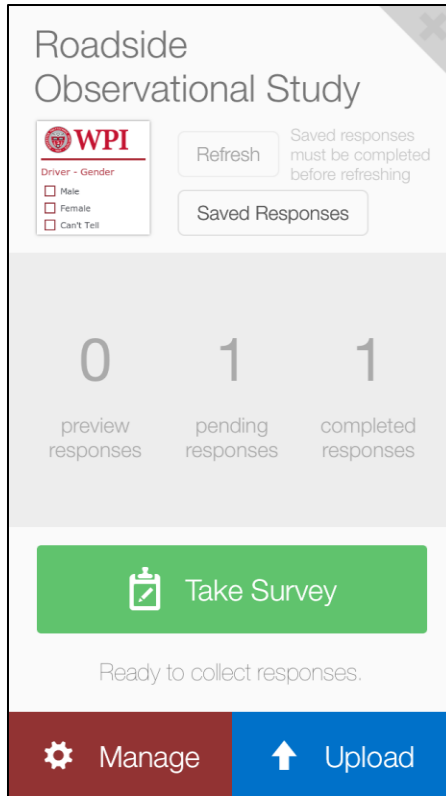 Roadside
Observational Study
WPI
Driver - Gender
Male
Female
Can't Tell
Refresh
Saved responses
must be completed
before refreshing
Saved Responses
0
preview
responses
1
pending
responses
1
completed
responses
Take Survey
Ready to collect responses.
Manage
Upload